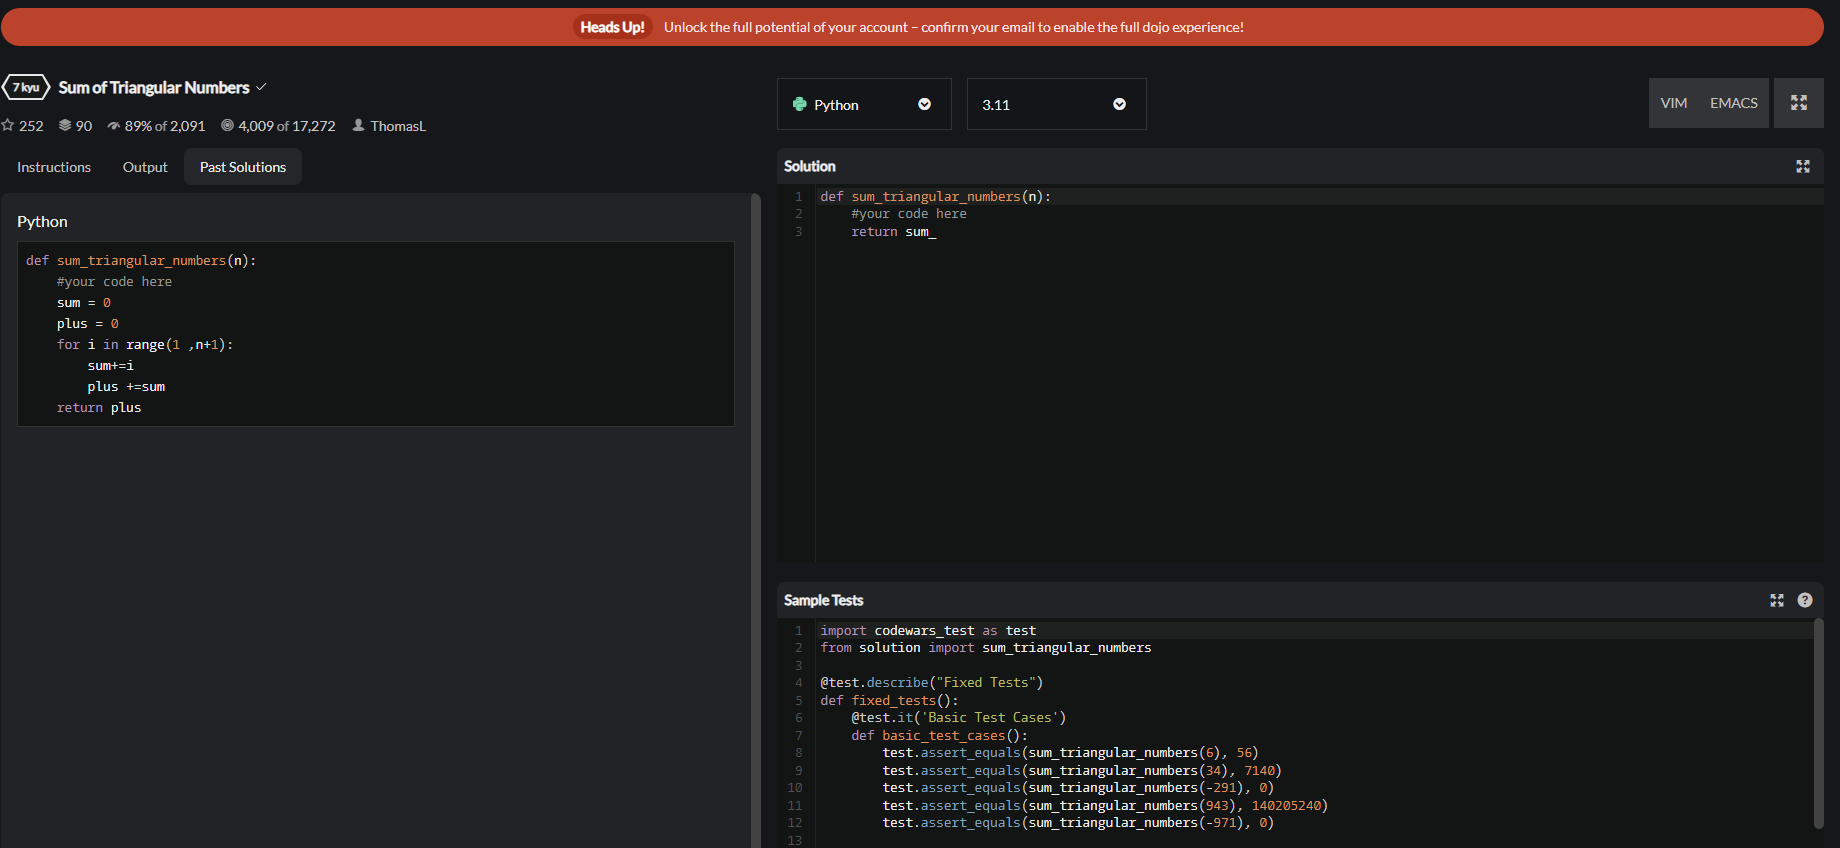 Heads Up! Unlock the full potential of your account – confirm your email to enable the full dojo experience!
7 kyu Sum of Triangular Numbers
252 90 89% of 2,091 4,009 of 17,272 ThomasL
Instructions Output Past Solutions
Python
def sum_triangular_numbers(n):
    #your code here
    sum = 0
    plus = 0
    for i in range(1 ,n+1):
        sum+=i
        plus +=sum
    return plus
Python 3.11 VIM EMACS
Solution
1 def sum_triangular_numbers(n):
2     #your code here
3     return sum_
Sample Tests
?
1 import codewars_test as test
2 from solution import sum_triangular_numbers
3
4 @test.describe("Fixed Tests")
5 def fixed_tests():
6     @test.it('Basic Test Cases')
7     def basic_test_cases():
8         test.assert_equals(sum_triangular_numbers(6), 56)
9         test.assert_equals(sum_triangular_numbers(34), 7140)
10         test.assert_equals(sum_triangular_numbers(-291), 0)
11         test.assert_equals(sum_triangular_numbers(943), 140205240)
12         test.assert_equals(sum_triangular_numbers(-971), 0)
13